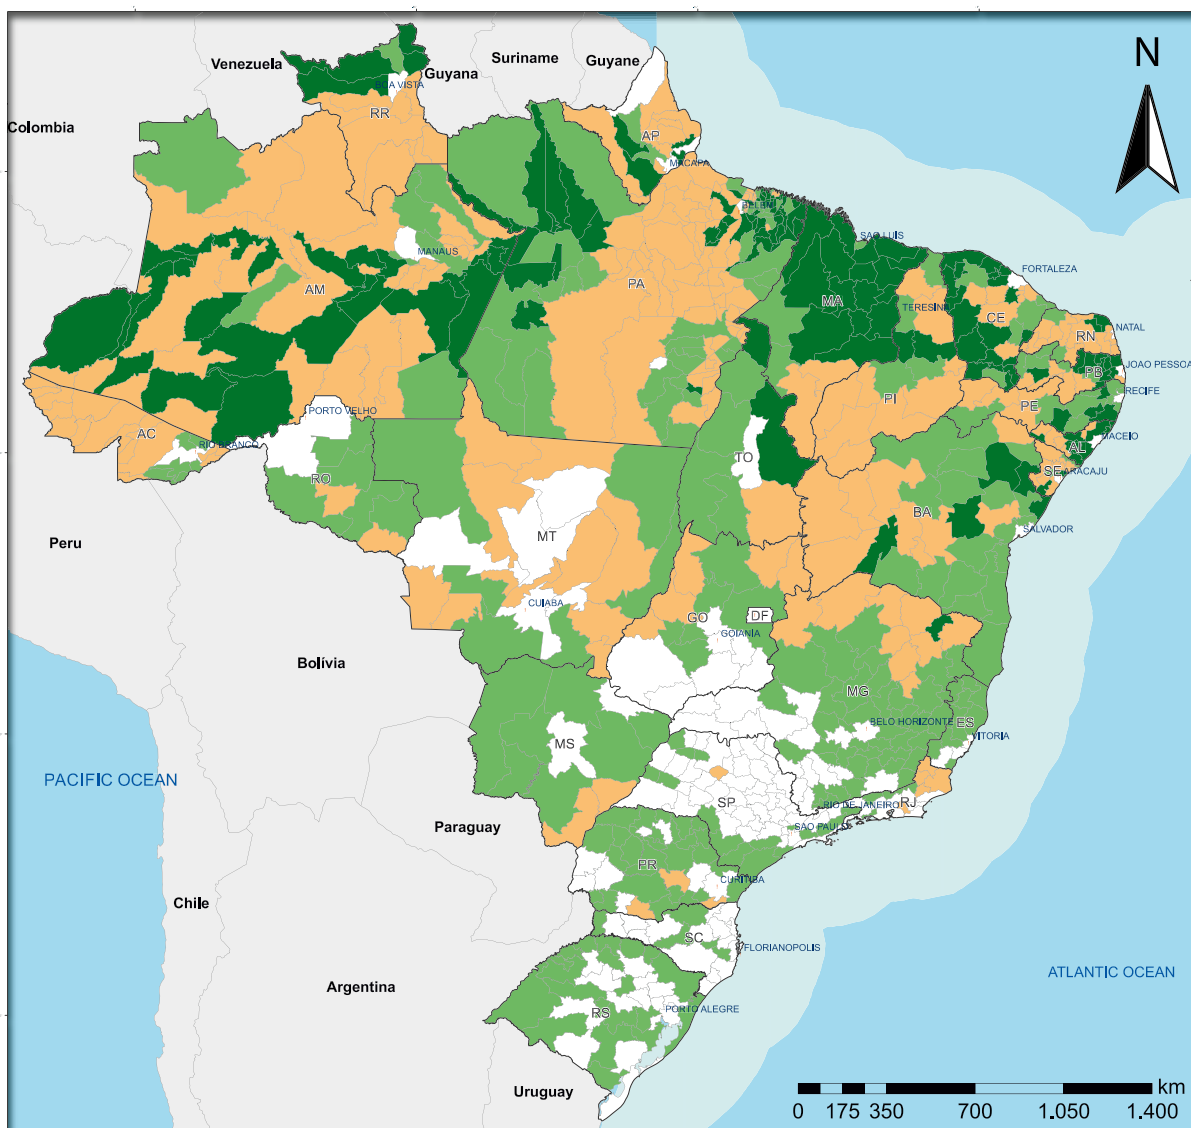 N
Venezuela
Suriname
Guyane
Guyana
Colombia
BOA VISTA
RR
AP
MACAPA
BELEM
SAO LUIS
MANAUS
FORTALEZA
AM
PA
MA
TERESINA
CE
NATAL
RN
JOAO PESSOA
PB
RECIFE
PI
PE
PORTO VELHO
AC
RIO BRANCO
MACEIO
AL
TO
SE
ARACAJU
RO
BA
MT
SALVADOR
Peru
CUIABA
GO
DF
GOIANIA
Bolívia
MG
BELO HORIZONTE
ES
MS
VITORIA
PACIFIC OCEAN
SP
RIO DE JANEIRO
RJ
Paraguay
SAO PAUL
PR
CURITIBA
Chile
SC
FLORIANOPOLIS
ATLANTIC OCEAN
Argentina
RS
PORTO ALEGRE
Uruguay
km
0 175 350 700 1.050 1.400